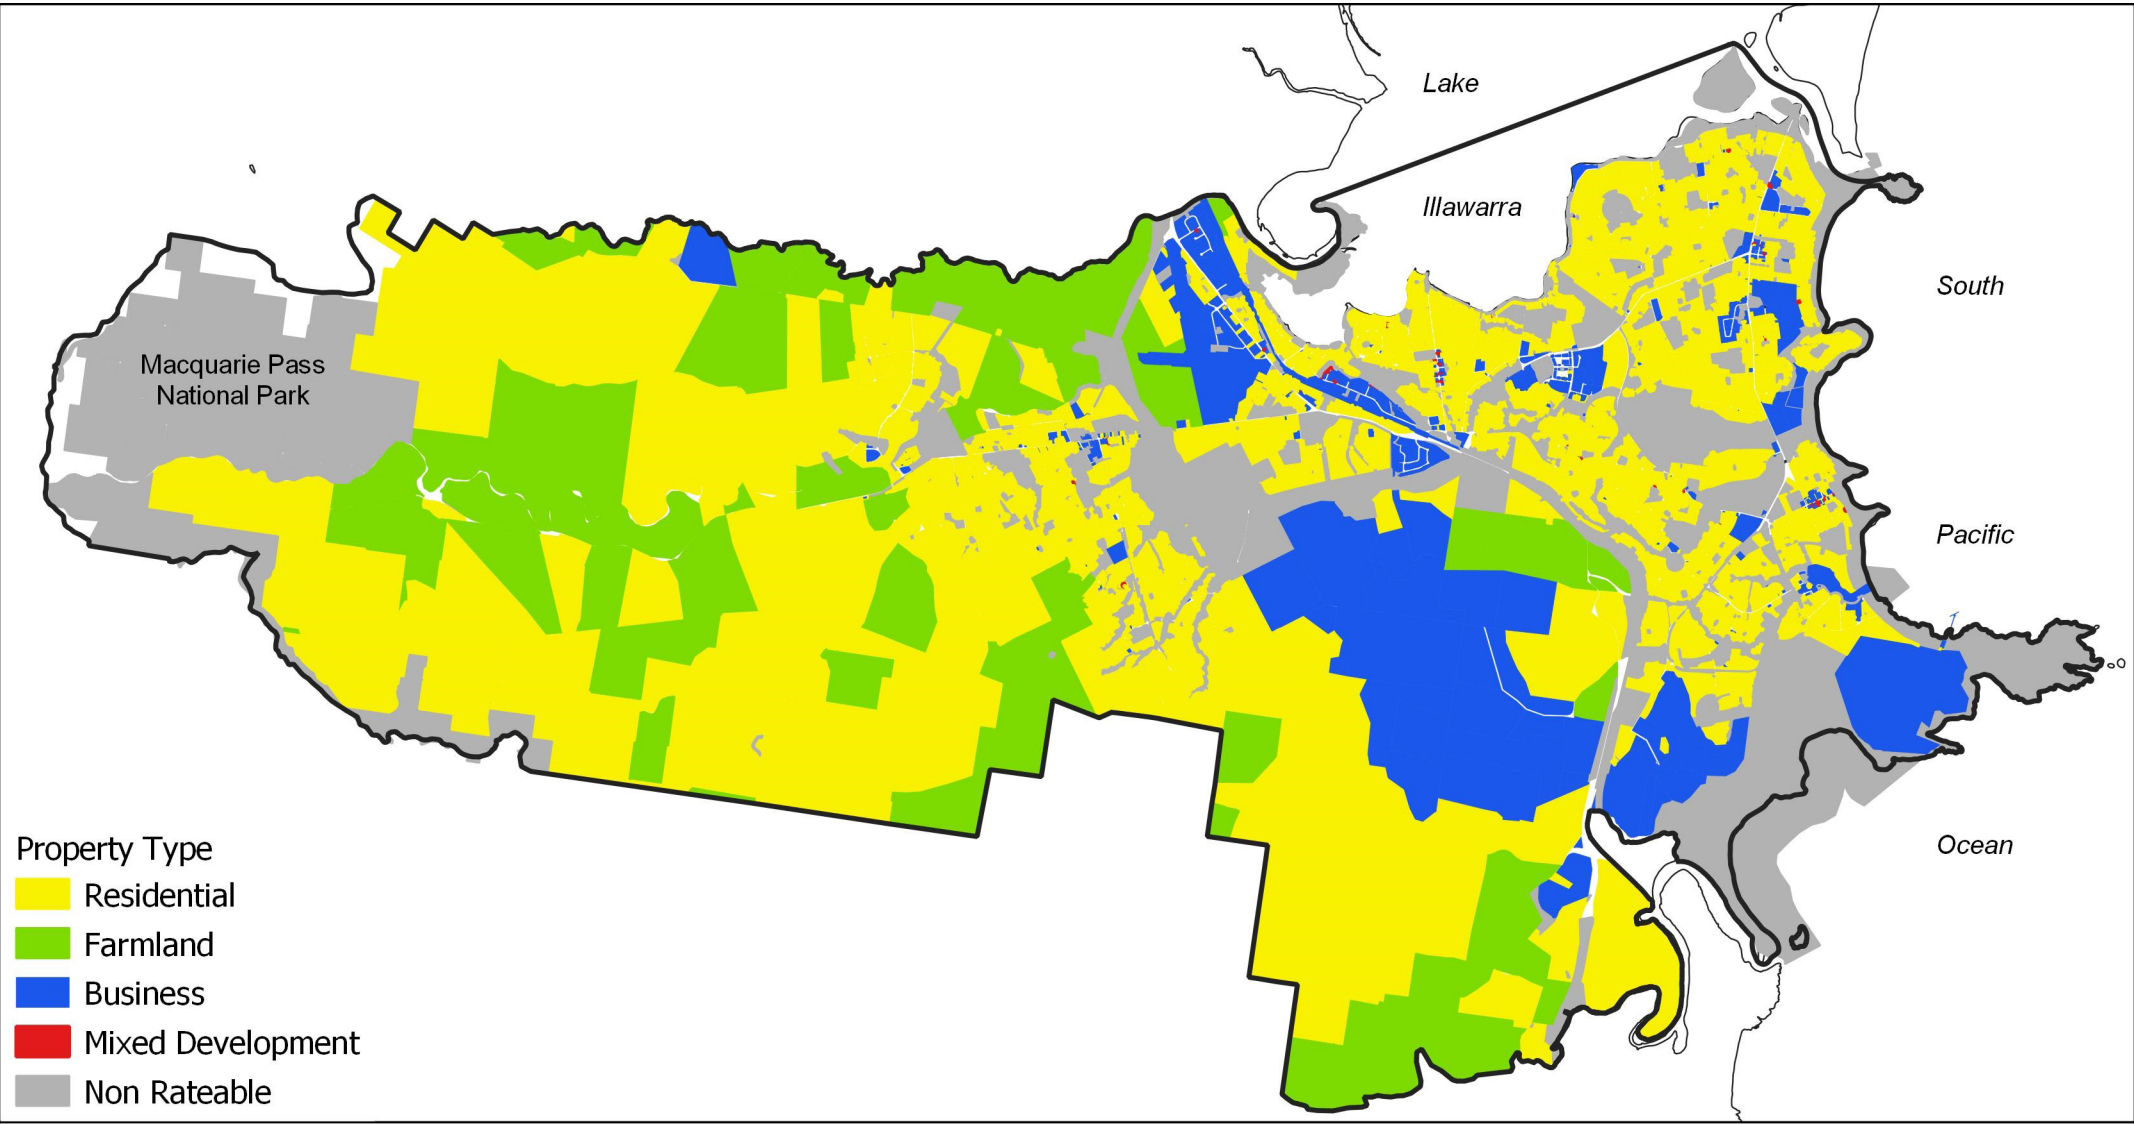 Lake
Illawarra
South
Macquarie Pass
National Park
Pacific
Ocean
Property Type
Residential
Farmland
Business
Mixed Development
Non Rateable